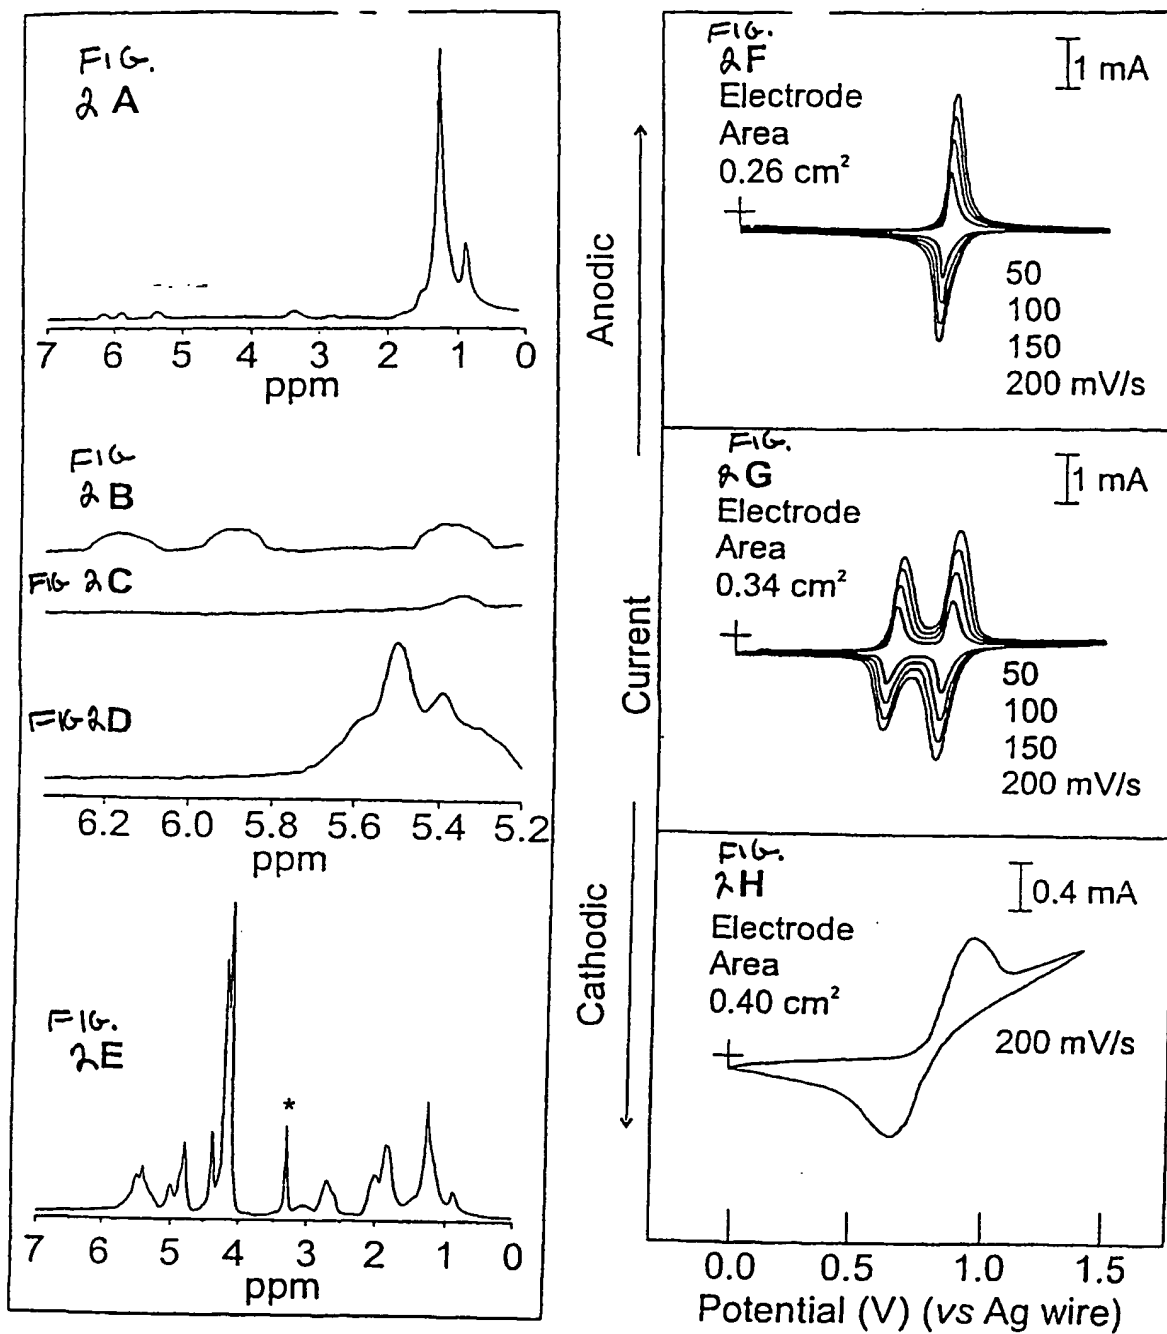 FIG.
2 A
7 6 5 4 3 2 1 0
ppm
FIG
2 B
FIG 2C
FIG 2D
6.2 6.0 5.8 5.6 5.4 5.2
ppm
FIG.
2E
*
7 6 5 4 3 2 1 0
ppm
Anodic
Current
Cathodic
FIG.
2F
Electrode
Area
0.26 cm²
1 mA
50
100
150
200 mV/s
FIG.
2G
Electrode
Area
0.34 cm²
1 mA
50
100
150
200 mV/s
FIG.
2H
Electrode
Area
0.40 cm²
0.4 mA
200 mV/s
0.0 0.5 1.0 1.5
Potential (V) (vs Ag wire)